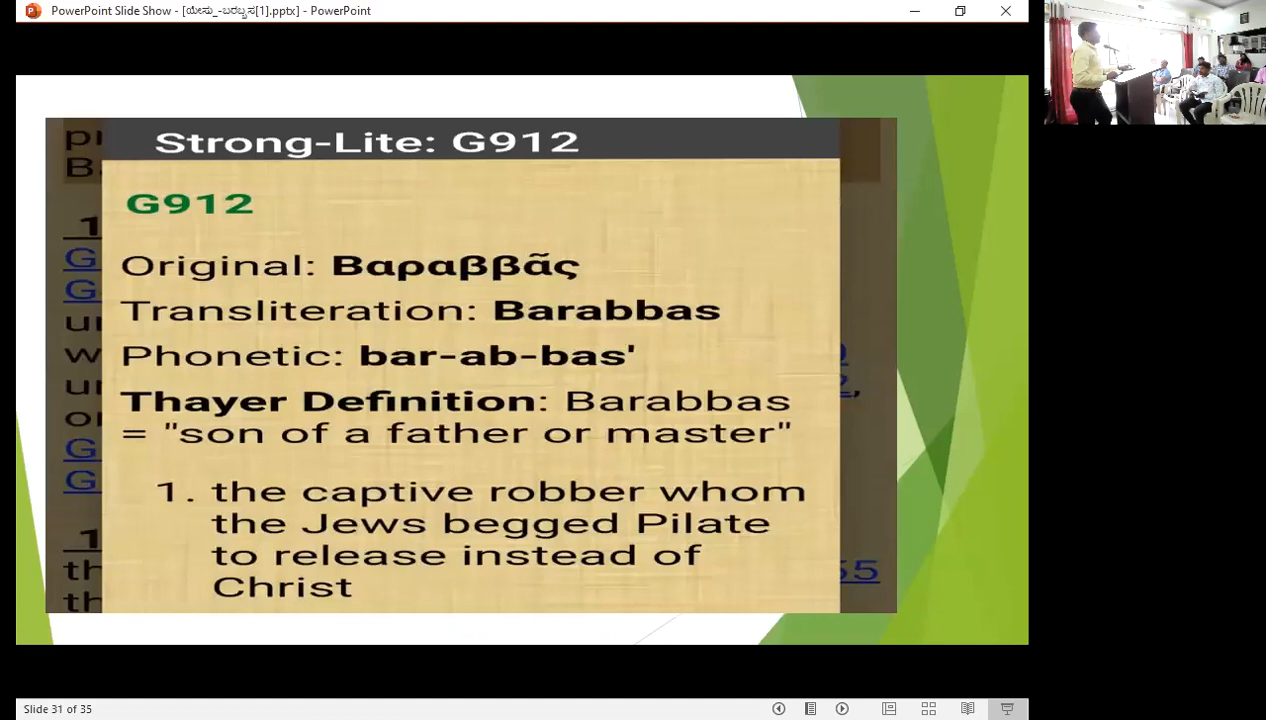 PowerPoint Slide Show - [ಯೇಸು_-ಬರಬ್ಬಸ[1].pptx] - PowerPoint
Strong-Lite: G912
G912
Original: Βαραββᾶς
Transliteration: Barabbas
Phonetic: bar-ab-bas'
Thayer Definition: Barabbas
= "son of a father or master"
1. the captive robber whom
the Jews begged Pilate
to release instead of
Christ
55
Slide 31 of 35